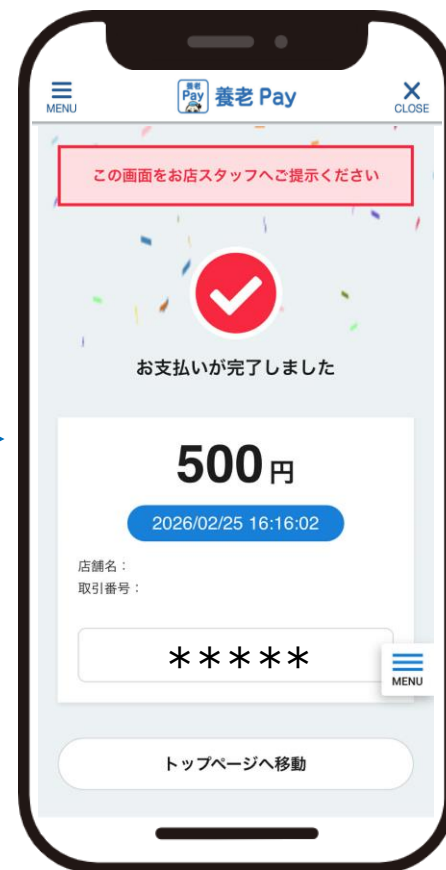 MENU
養老
Pay
養老 Pay
CLOSE
この画面をお店スタッフへご提示ください
お支払いが完了しました
500円
2026/02/25 16:16:02
店舗名：
取引番号：
＊＊＊＊＊
MENU
トップページへ移動